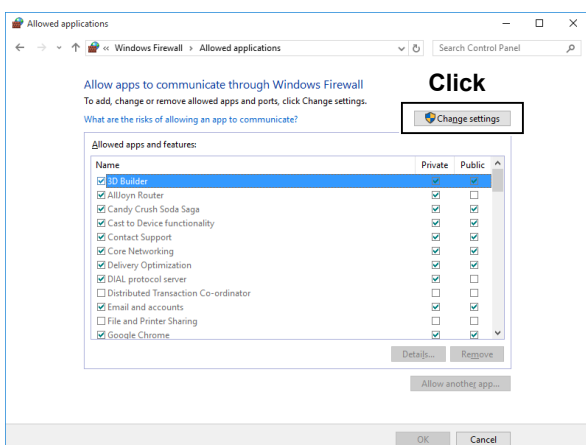 Allowed applications
« Windows Firewall › Allowed applications
Search Control Panel
Allow apps to communicate through Windows Firewall
Click
To add, change or remove allowed apps and ports, click Change settings.
What are the risks of allowing an app to communicate?
Change settings
Allowed apps and features:
Name Private Public
3D Builder
AllJoyn Router
Candy Crush Soda Saga
Cast to Device functionality
Contact Support
Core Networking
Delivery Optimization
DIAL protocol server
Distributed Transaction Co-ordinator
Email and accounts
File and Printer Sharing
Google Chrome
Details... Remove
Allow another app...
OK Cancel